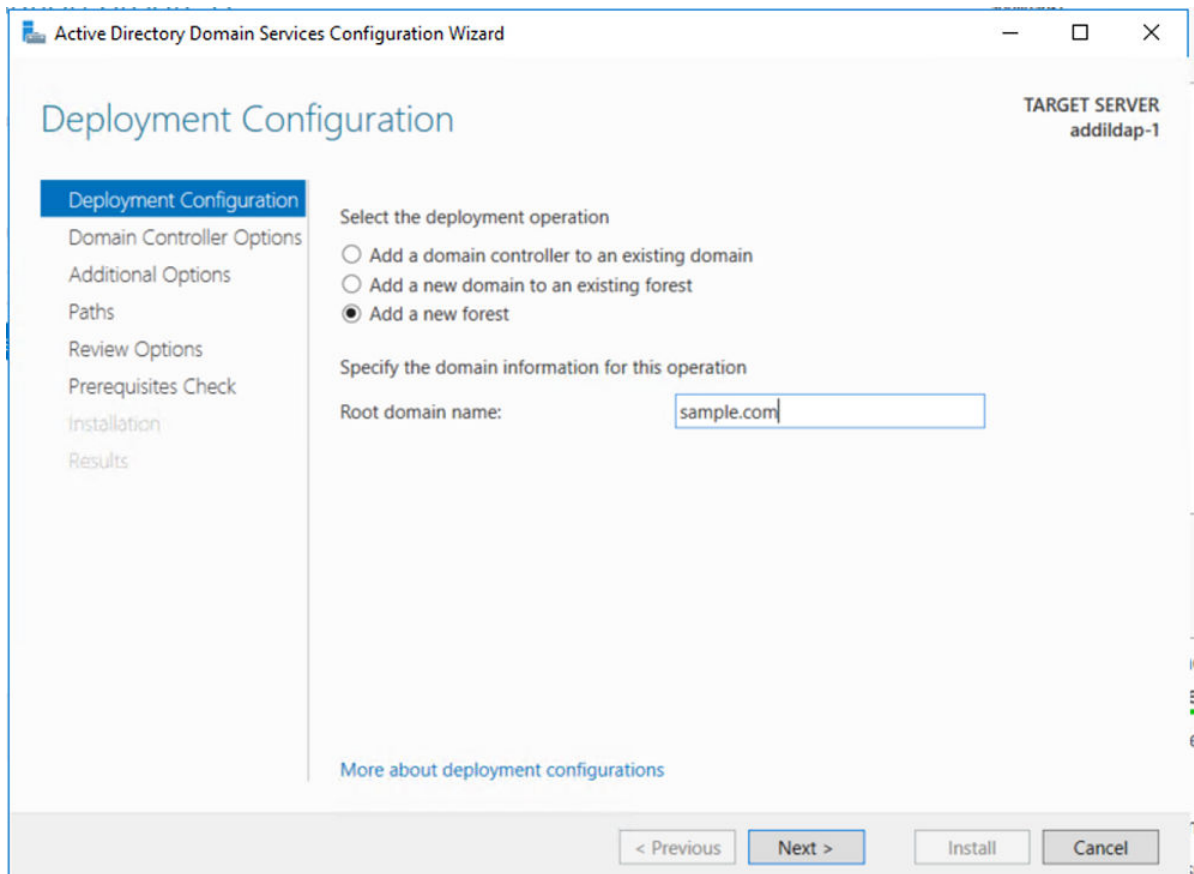 Active Directory Domain Services Configuration Wizard
Deployment Configuration
TARGET SERVER
addildap-1
Deployment Configuration
Domain Controller Options
Additional Options
Paths
Review Options
Prerequisites Check
Installation
Results
Select the deployment operation
Add a domain controller to an existing domain
Add a new domain to an existing forest
Add a new forest
Specify the domain information for this operation
Root domain name: sample.com
More about deployment configurations
< Previous Next > Install Cancel